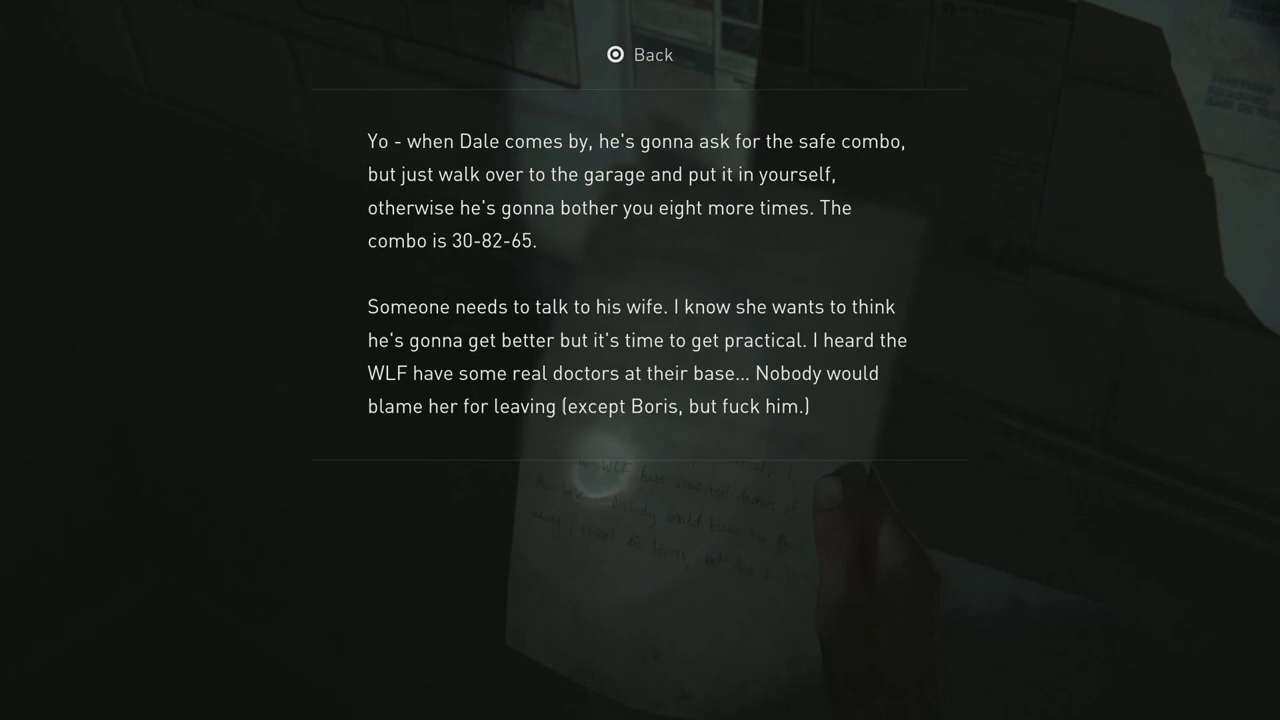 Back
Yo - when Dale comes by, he's gonna ask for the safe combo,
but just walk over to the garage and put it in yourself,
otherwise he's gonna bother you eight more times. The
combo is 30-82-65.
Someone needs to talk to his wife. I know she wants to think
he's gonna get better but it's time to get practical. I heard the
WLF have some real doctors at their base... Nobody would
blame her for leaving (except Boris, but fuck him.)